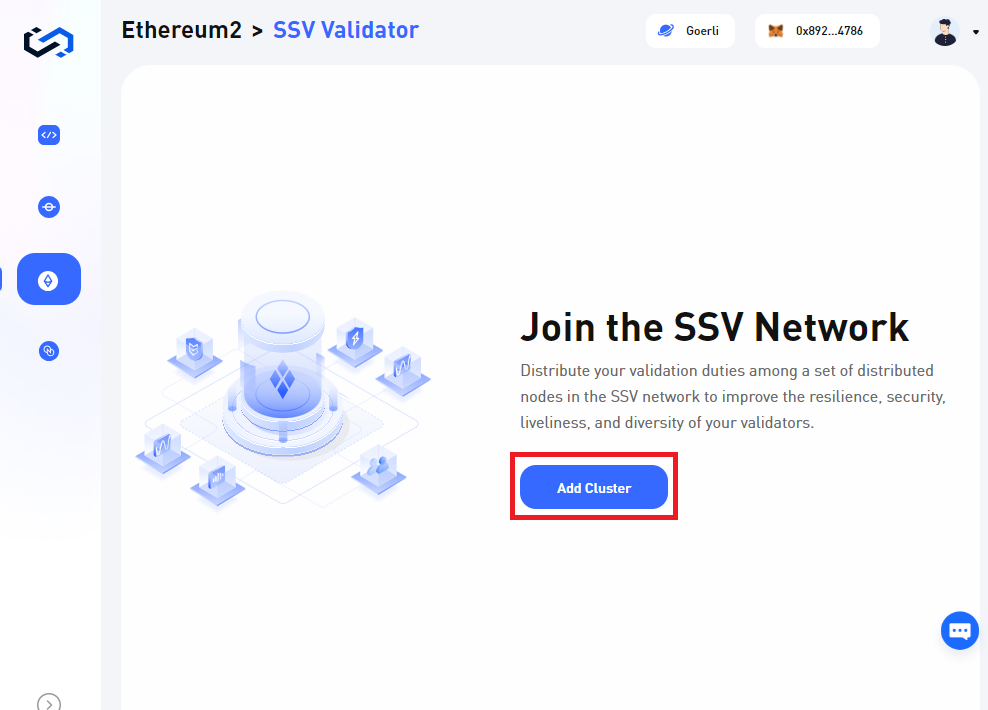 Ethereum2 > SSV Validator
Goerli
0x892...4786
Join the SSV Network
Distribute your validation duties among a set of distributed
nodes in the SSV network to improve the resilience, security,
liveliness, and diversity of your validators.
Add Cluster